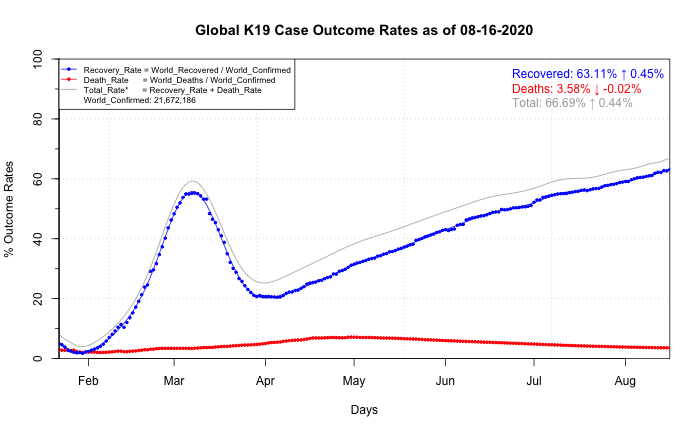 Global K19 Case Outcome Rates as of 08-16-2020
Recovery_Rate = World_Recovered / World_Confirmed
Death_Rate = World_Deaths / World_Confirmed
Total_Rate* = Recovery_Rate + Death_Rate
World_Confirmed: 21,672,186
Recovered: 63.11% ↑ 0.45%
Deaths: 3.58% ↓ -0.02%
Total: 66.69% ↑ 0.44%
% Outcome Rates
100
80
60
40
20
0
Feb Mar Apr May Jun Jul Aug
Days